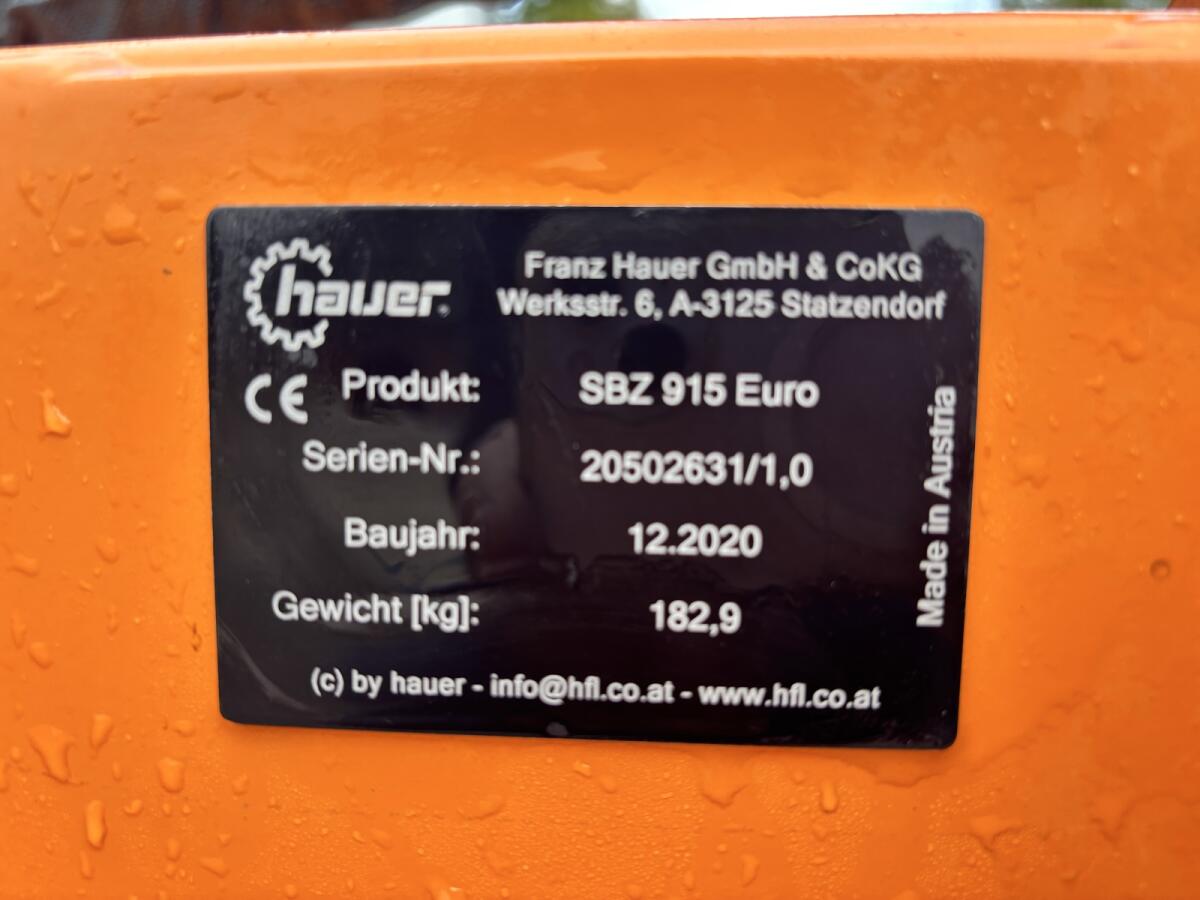 hauer®
Franz Hauer GmbH & CoKG
Werksstr. 6, A-3125 Statzendorf
CE Produkt: SBZ 915 Euro
Serien-Nr.: 20502631/1,0
Baujahr: 12.2020
Gewicht [kg]: 182,9
Made in Austria
(c) by hauer - info@hfl.co.at - www.hfl.co.at